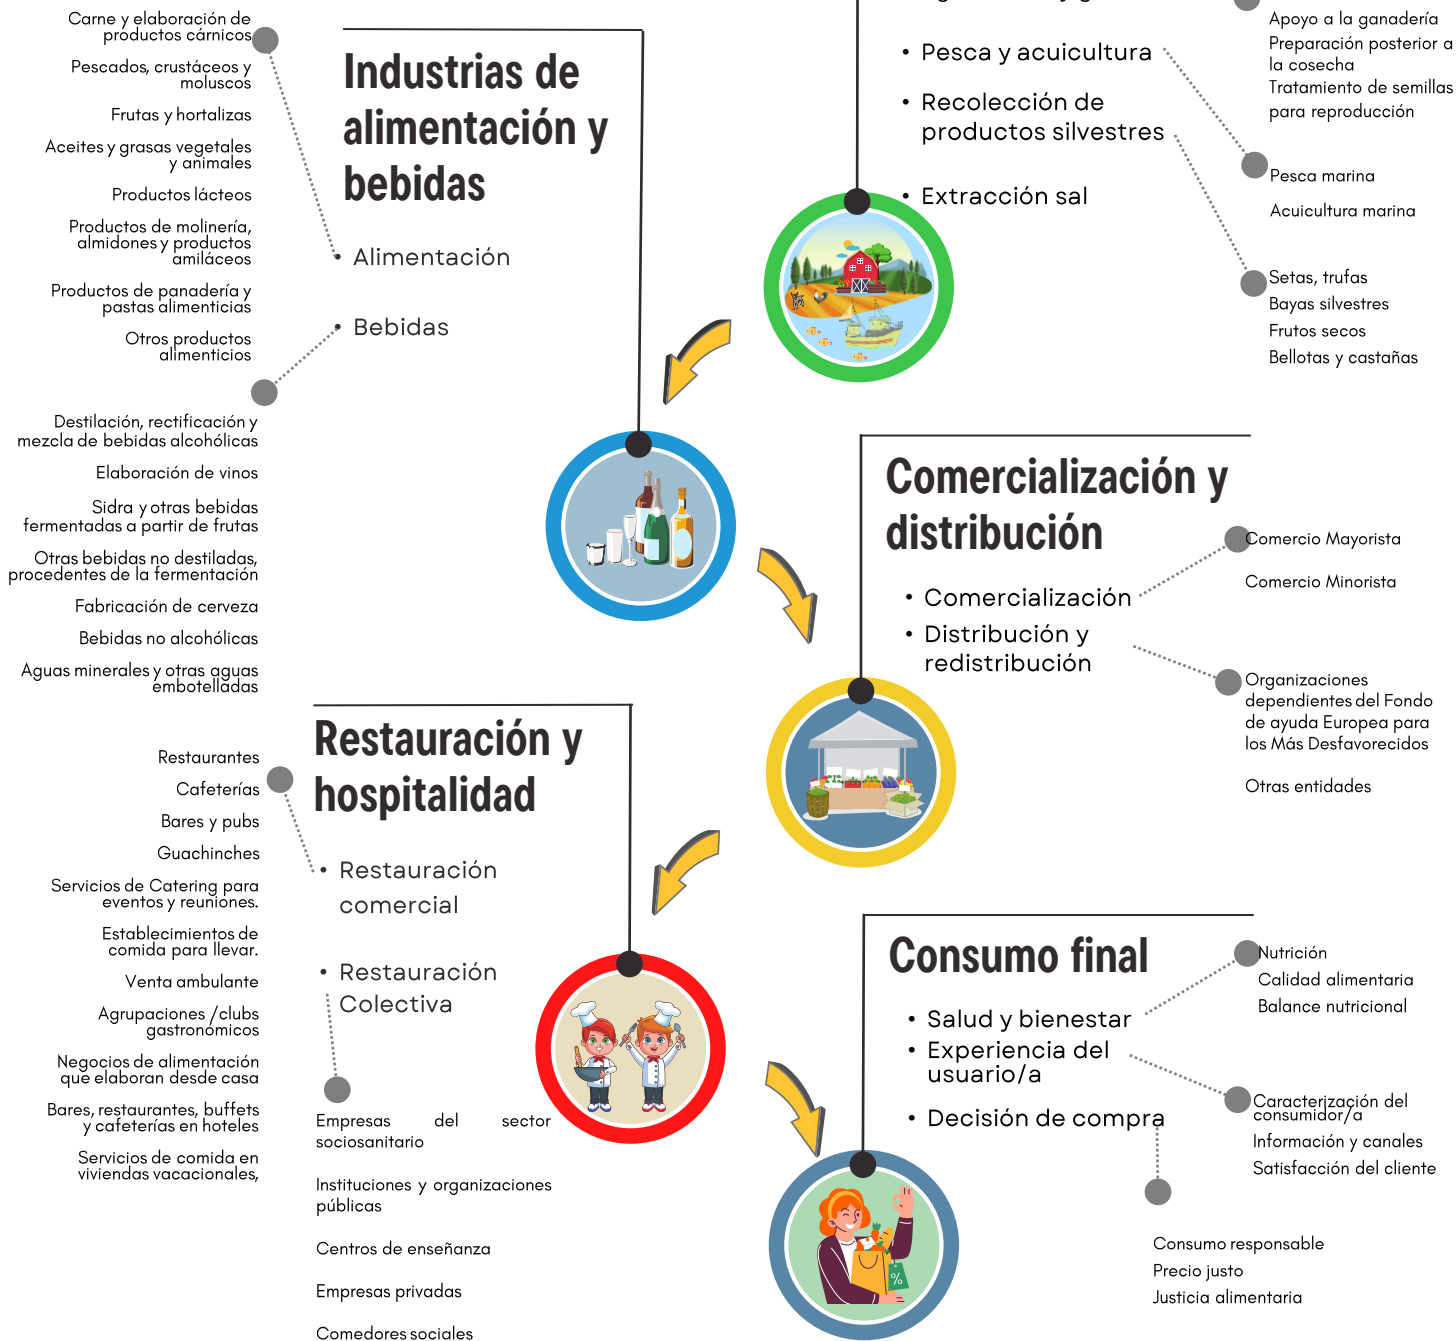 Apoyo a la ganadería
Preparación posterior a
la cosecha
Tratamiento de semillas
para reproducción
• Pesca y acuicultura
• Recolección de
productos silvestres
• Extracción sal
Pesca marina
Acuicultura marina
Setas, trufas
Bayas silvestres
Frutos secos
Bellotas y castañas
Industrias de
alimentación y
bebidas
• Alimentación
• Bebidas
Carne y elaboración de
productos cárnicos
Pescados, crustáceos y
moluscos
Frutas y hortalizas
Aceites y grasas vegetales
y animales
Productos lácteos
Productos de molinería,
almidones y productos
amiláceos
Productos de panadería y
pastas alimenticias
Otros productos
alimenticios
Destilación, rectificación y
mezcla de bebidas alcohólicas
Elaboración de vinos
Sidra y otras bebidas
fermentadas a partir de frutas
Otras bebidas no destiladas,
procedentes de la fermentación
Fabricación de cerveza
Bebidas no alcohólicas
Aguas minerales y otras aguas
embotelladas
Comercialización y
distribución
• Comercialización
• Distribución y
redistribución
Comercio Mayorista
Comercio Minorista
Organizaciones
dependientes del Fondo
de ayuda Europea para
los Más Desfavorecidos
Otras entidades
Restauración y
hospitalidad
• Restauración
comercial
• Restauración
Colectiva
Restaurantes
Cafeterías
Bares y pubs
Guachinches
Servicios de Catering para
eventos y reuniones.
Establecimientos de
comida para llevar.
Venta ambulante
Agrupaciones /clubs
gastronómicos
Negocios de alimentación
que elaboran desde casa
Bares, restaurantes, buffets
y cafeterías en hoteles
Servicios de comida en
viviendas vacacionales,
Empresas del sector
sociosanitario
Instituciones y organizaciones
públicas
Centros de enseñanza
Empresas privadas
Comedores sociales
Consumo final
• Salud y bienestar
• Experiencia del
usuario/a
• Decisión de compra
Nutrición
Calidad alimentaria
Balance nutricional
Caracterización del
consumidor/a
Información y canales
Satisfacción del cliente
Consumo responsable
Precio justo
Justicia alimentaria
%